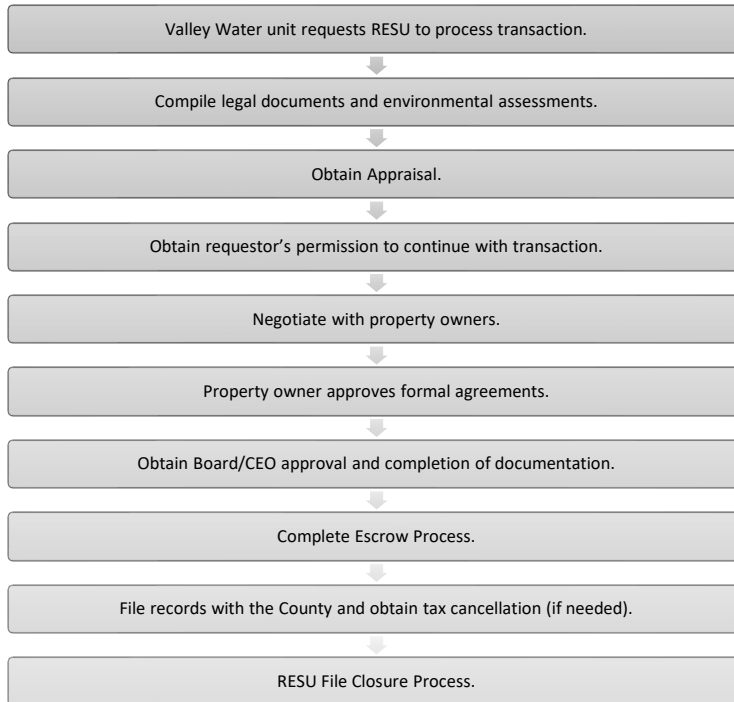 Valley Water unit requests RESU to process transaction.
Compile legal documents and environmental assessments.
Obtain Appraisal.
Obtain requestor’s permission to continue with transaction.
Negotiate with property owners.
Property owner approves formal agreements.
Obtain Board/CEO approval and completion of documentation.
Complete Escrow Process.
File records with the County and obtain tax cancellation (if needed).
RESU File Closure Process.